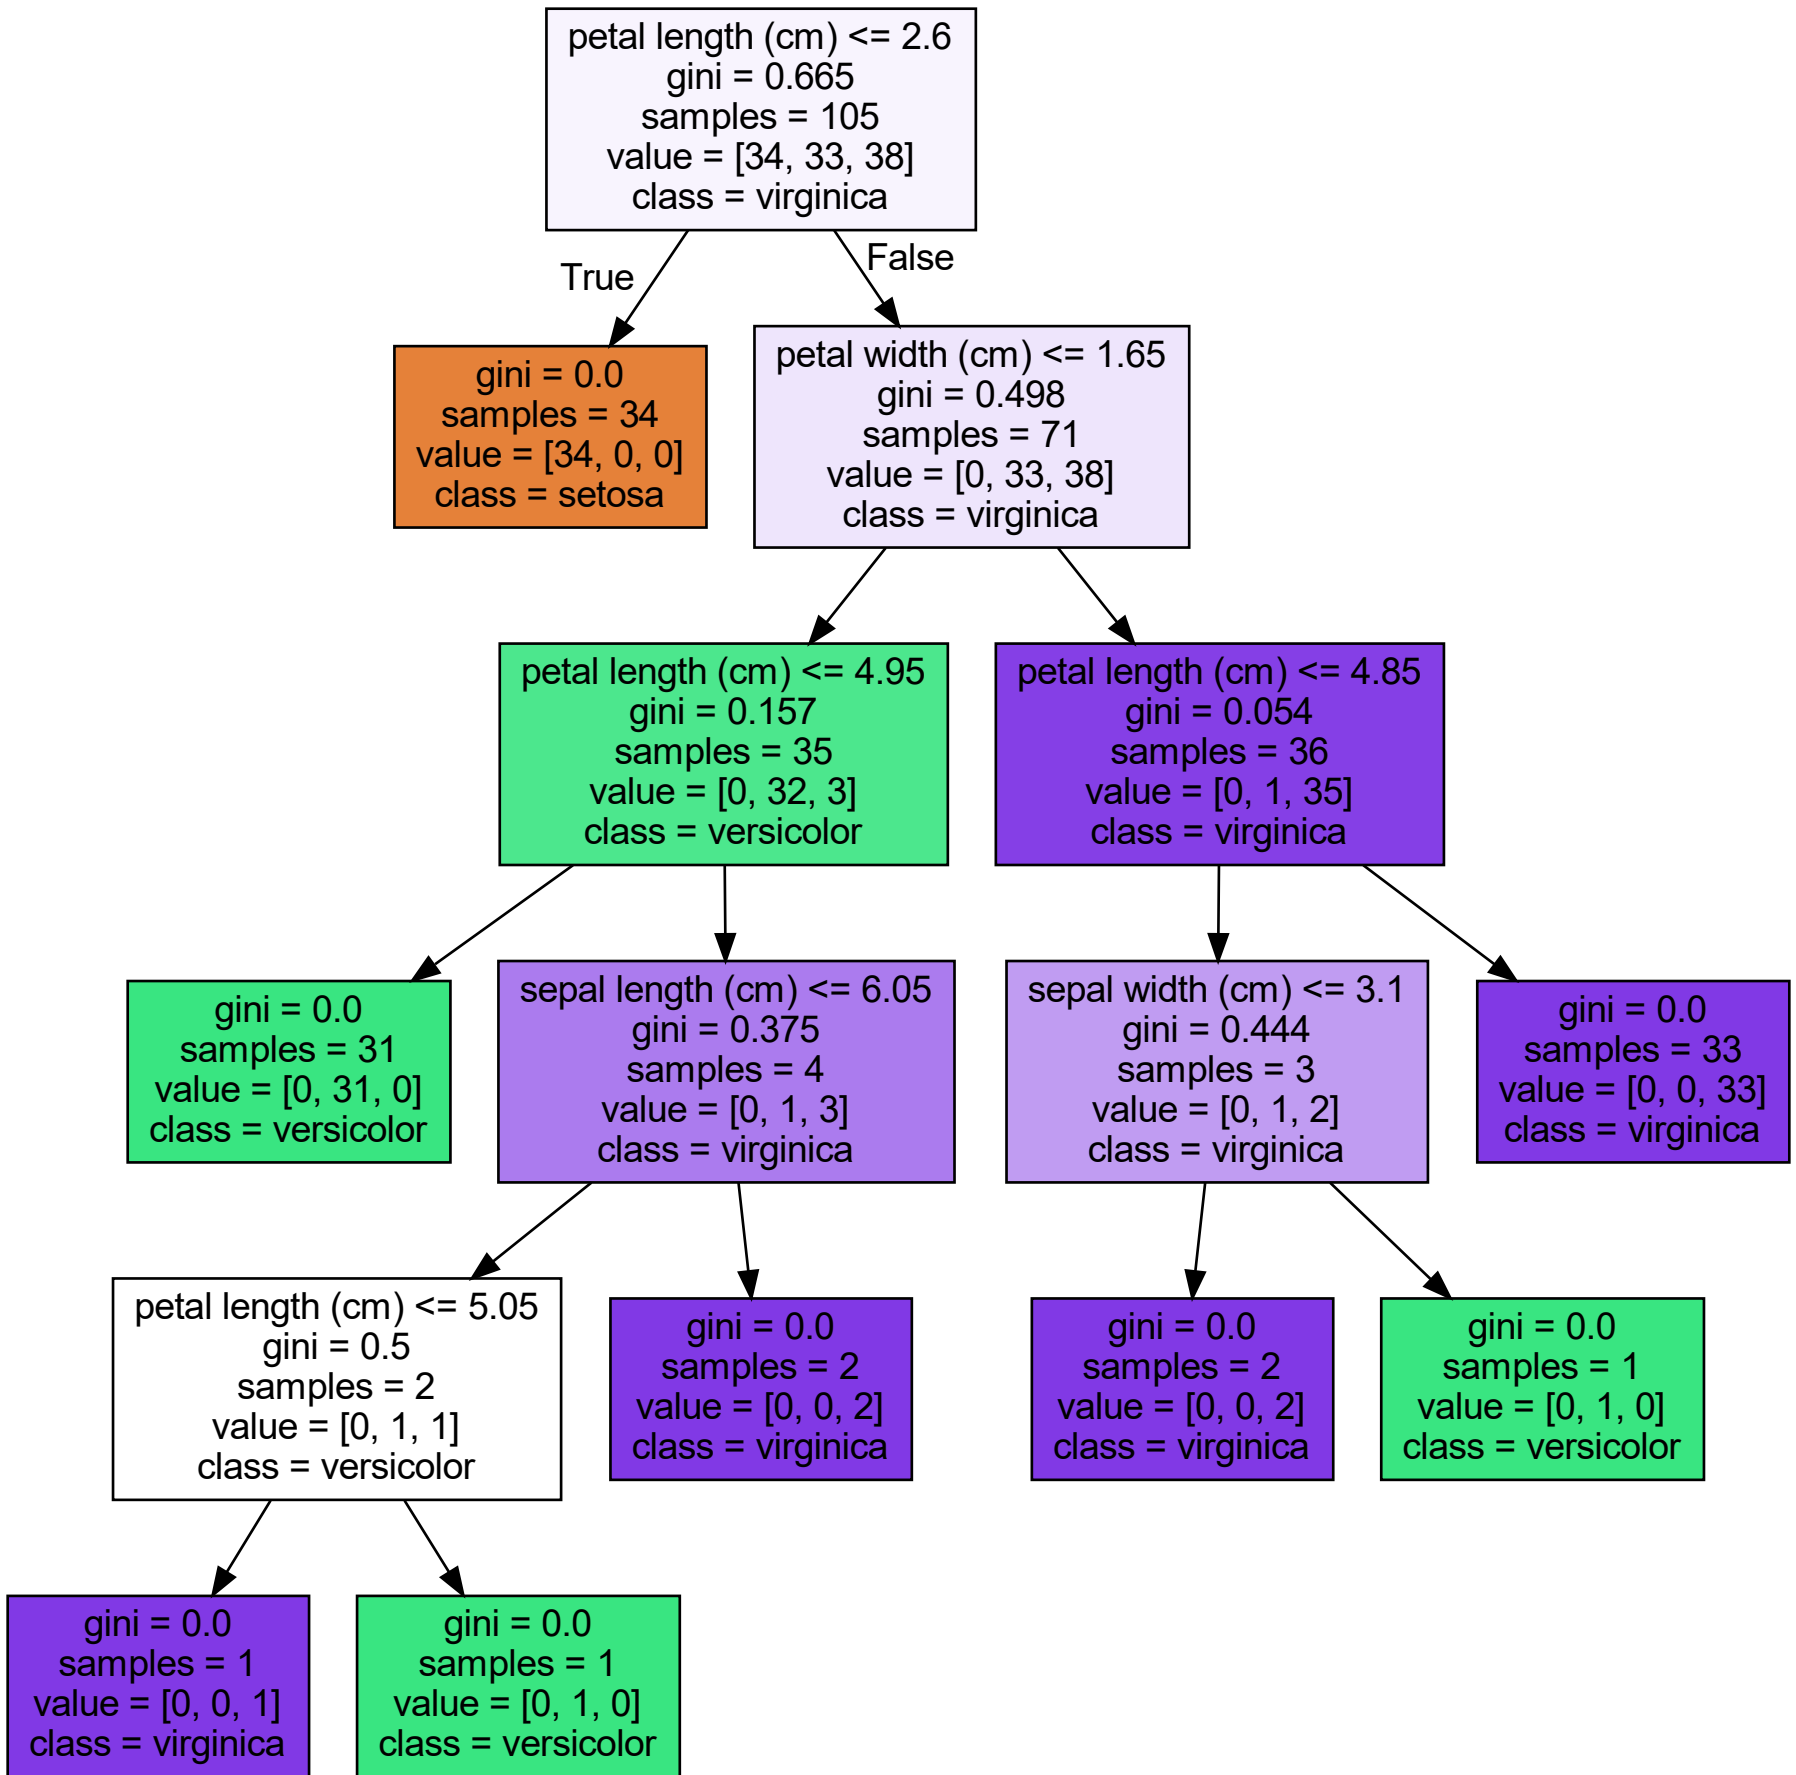 petal length (cm) <= 2.6
gini = 0.665
samples = 105
value = [34, 33, 38]
class = virginica
True
False
gini = 0.0
samples = 34
value = [34, 0, 0]
class = setosa
petal width (cm) <= 1.65
gini = 0.498
samples = 71
value = [0, 33, 38]
class = virginica
petal length (cm) <= 4.95
gini = 0.157
samples = 35
value = [0, 32, 3]
class = versicolor
petal length (cm) <= 4.85
gini = 0.054
samples = 36
value = [0, 1, 35]
class = virginica
gini = 0.0
samples = 31
value = [0, 31, 0]
class = versicolor
sepal length (cm) <= 6.05
gini = 0.375
samples = 4
value = [0, 1, 3]
class = virginica
sepal width (cm) <= 3.1
gini = 0.444
samples = 3
value = [0, 1, 2]
class = virginica
gini = 0.0
samples = 33
value = [0, 0, 33]
class = virginica
petal length (cm) <= 5.05
gini = 0.5
samples = 2
value = [0, 1, 1]
class = versicolor
gini = 0.0
samples = 2
value = [0, 0, 2]
class = virginica
gini = 0.0
samples = 2
value = [0, 0, 2]
class = virginica
gini = 0.0
samples = 1
value = [0, 1, 0]
class = versicolor
gini = 0.0
samples = 1
value = [0, 0, 1]
class = virginica
gini = 0.0
samples = 1
value = [0, 1, 0]
class = versicolor